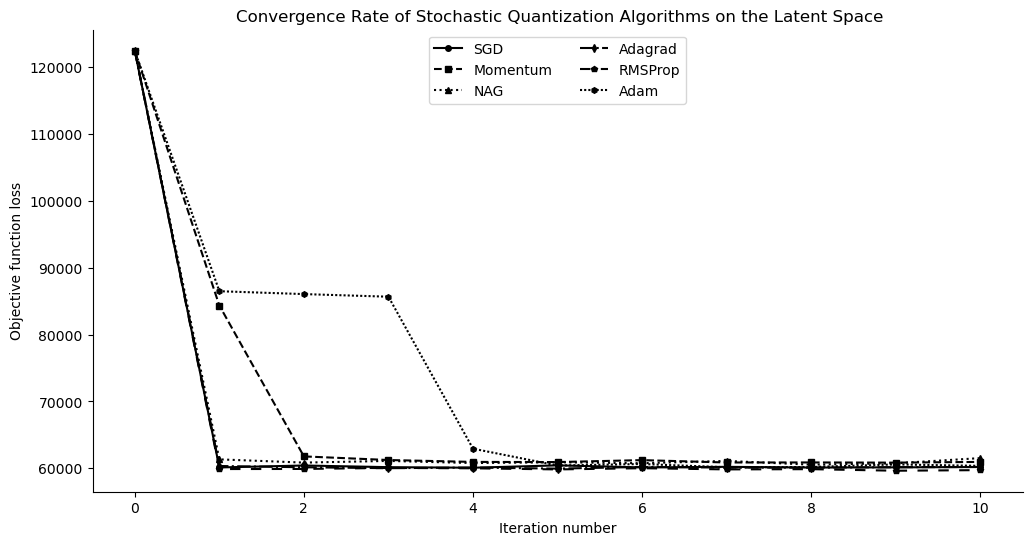 Convergence Rate of Stochastic Quantization Algorithms on the Latent Space
SGD
Momentum
NAG
Adagrad
RMSProp
Adam
Objective function loss
120000
110000
100000
90000
80000
70000
60000
0
2
4
6
8
10
Iteration number